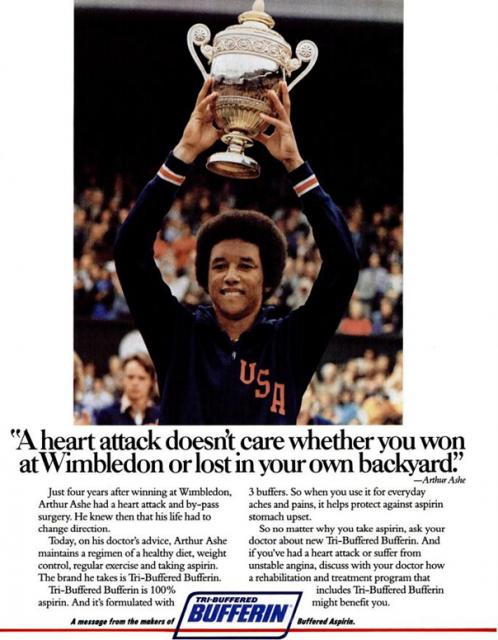 USA
"A heart attack doesn't care whether you won
at Wimbledon or lost in your own backyard."
—Arthur Ashe
Just four years after winning at Wimbledon,
Arthur Ashe had a heart attack and by-pass
surgery. He knew then that his life had to
change direction.
Today, on his doctor's advice, Arthur Ashe
maintains a regimen of a healthy diet, weight
control, regular exercise and taking aspirin.
The brand he takes is Tri-Buffered Bufferin.
Tri-Buffered Bufferin is 100%
aspirin. And it's formulated with
3 buffers. So when you use it for everyday
aches and pains, it helps protect against aspirin
stomach upset.
So no matter why you take aspirin, ask your
doctor about new Tri-Buffered Bufferin. And
if you've had a heart attack or suffer from
unstable angina, discuss with your doctor how
a rehabilitation and treatment program that
includes Tri-Buffered Bufferin
might benefit you.
A message from the makers of
TRI-BUFFERED
BUFFERIN
Buffered Aspirin.